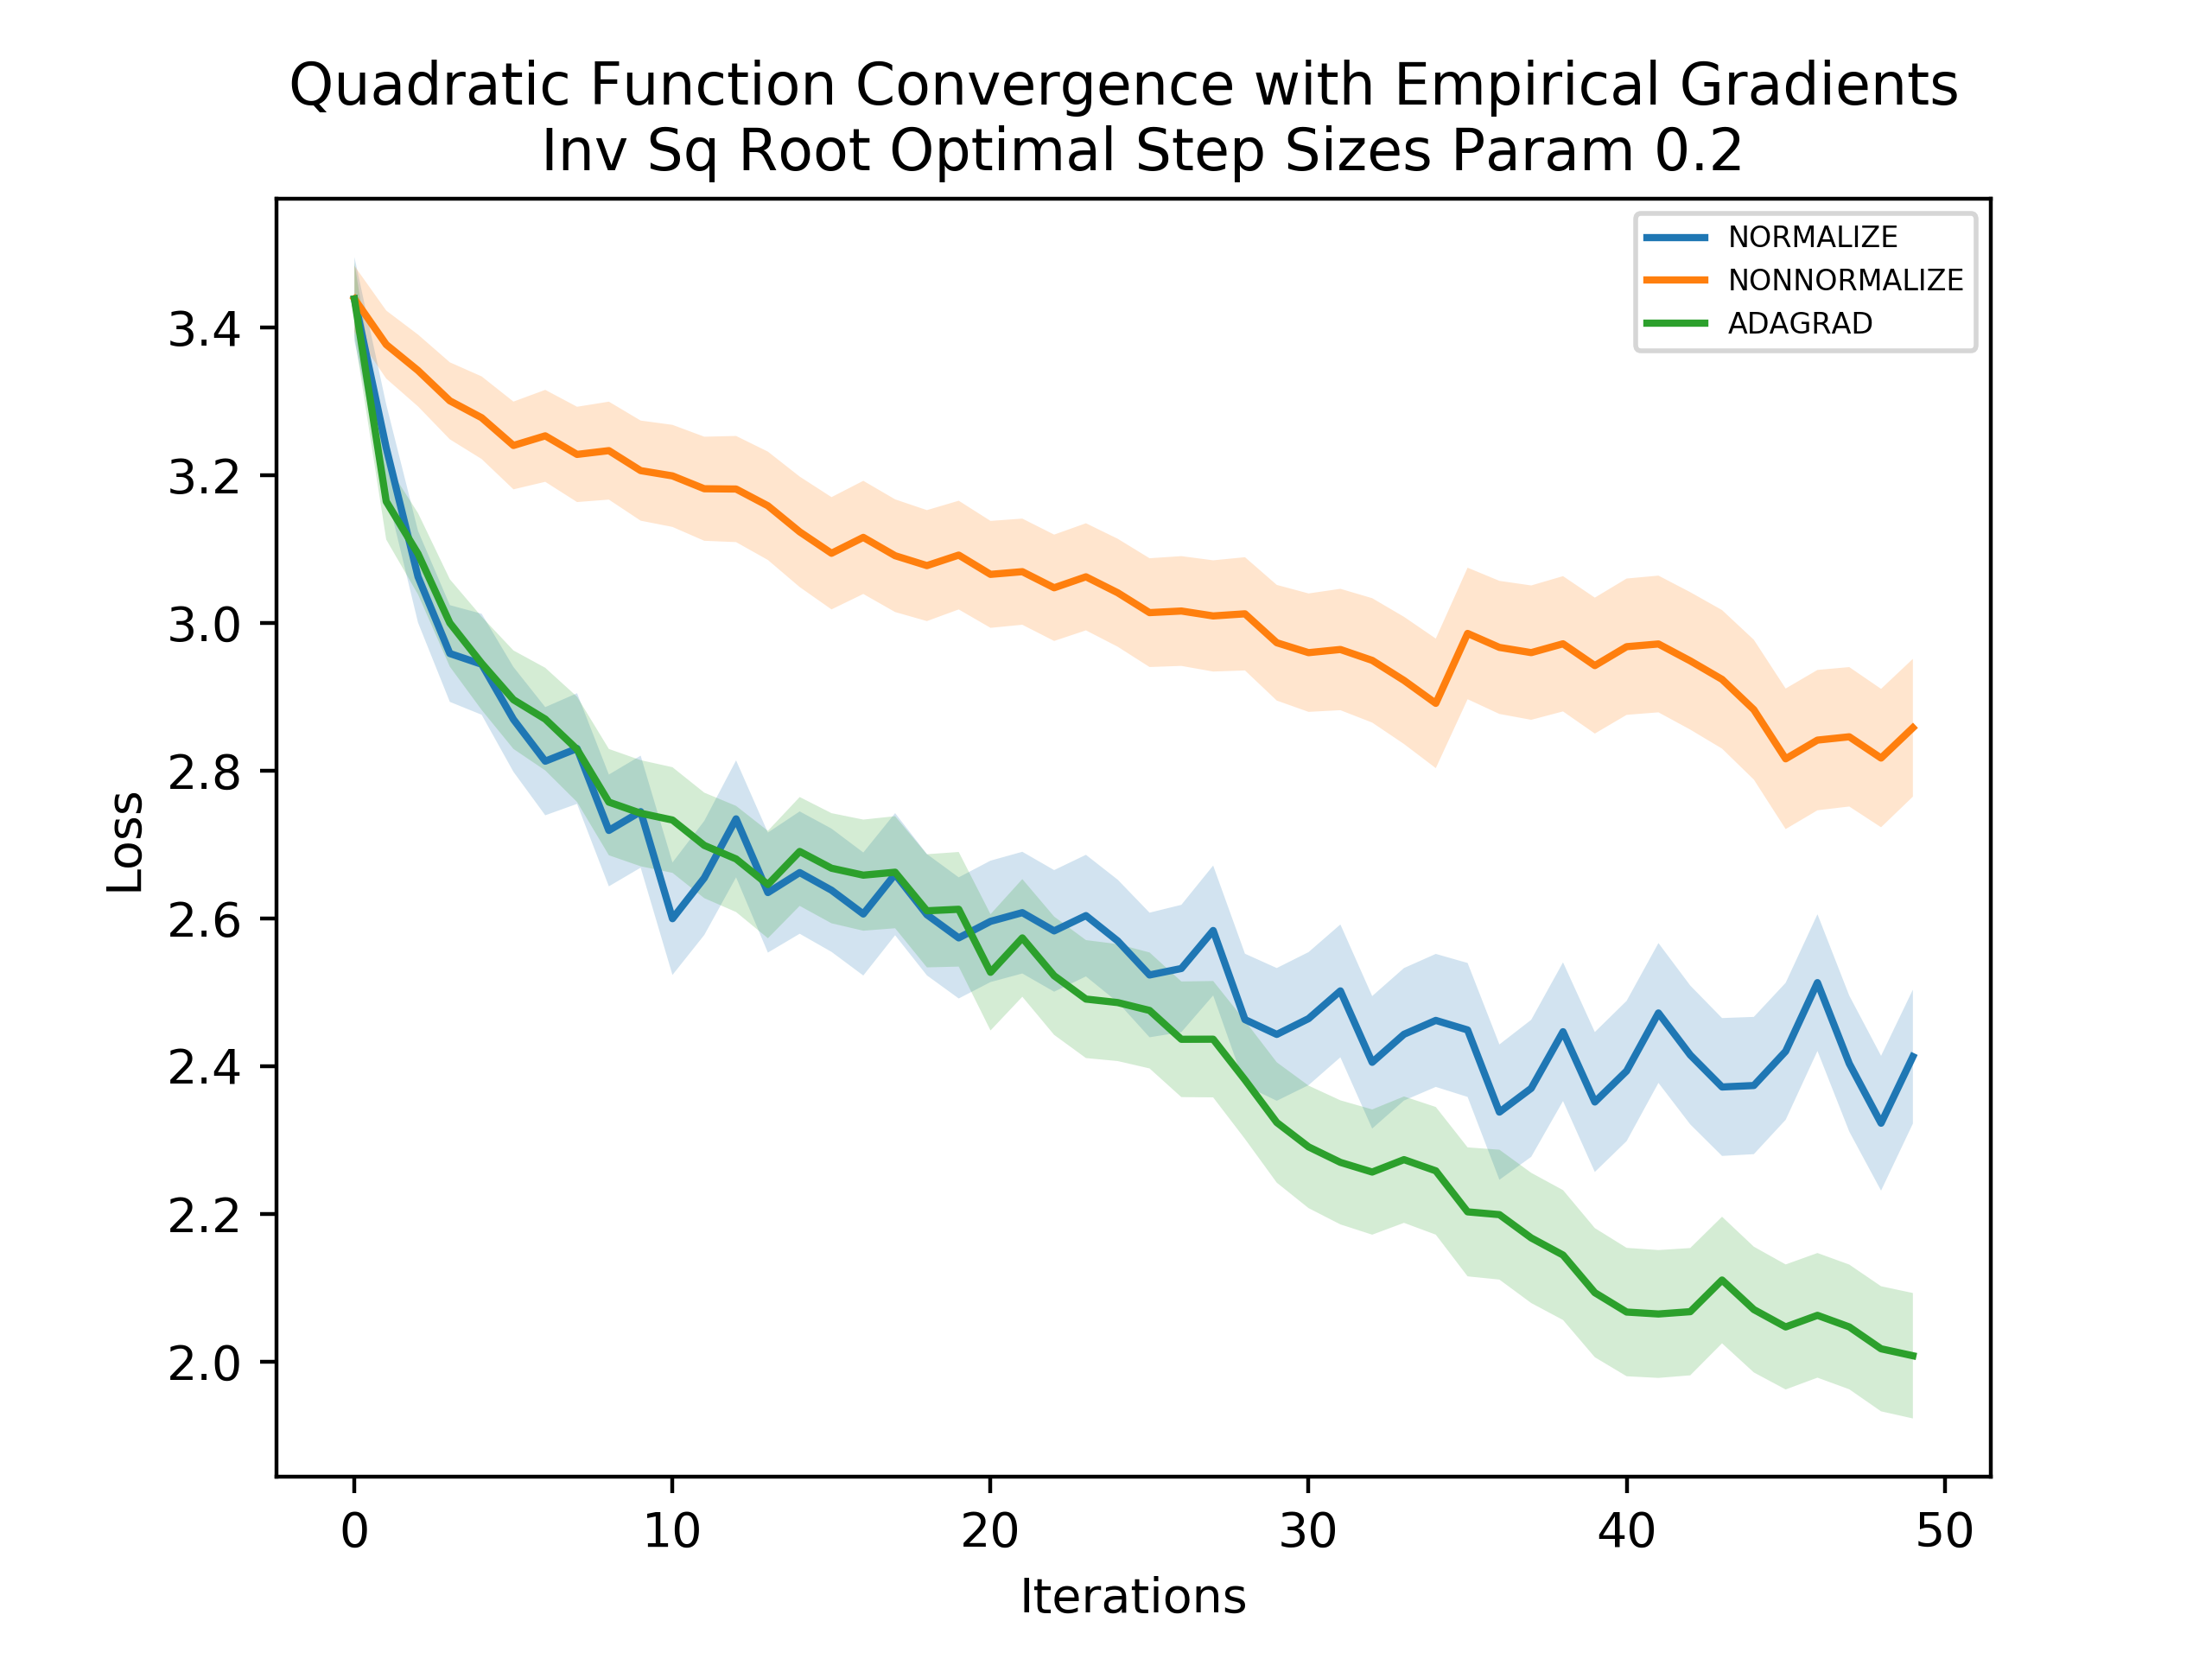 Quadratic Function Convergence with Empirical Gradients
Inv Sq Root Optimal Step Sizes Param 0.2
NORMALIZE
NONNORMALIZE
ADAGRAD
Loss
3.4
3.2
3.0
2.8
2.6
2.4
2.2
2.0
0 10 20 30 40 50
Iterations